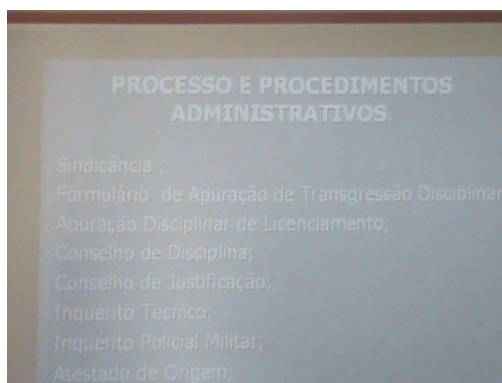 PROCESSO E PROCEDIMENTOS
ADMINISTRATIVOS.
Sindicância ;
Formulário de Apuração de Transgressão Disciplinar
Apuração Disciplinar de Licenciamento;
Conselho de Disciplina;
Conselho de Justificação;
Inquérito Técnico;
Inquérito Policial Militar;
Atestado de Origem;